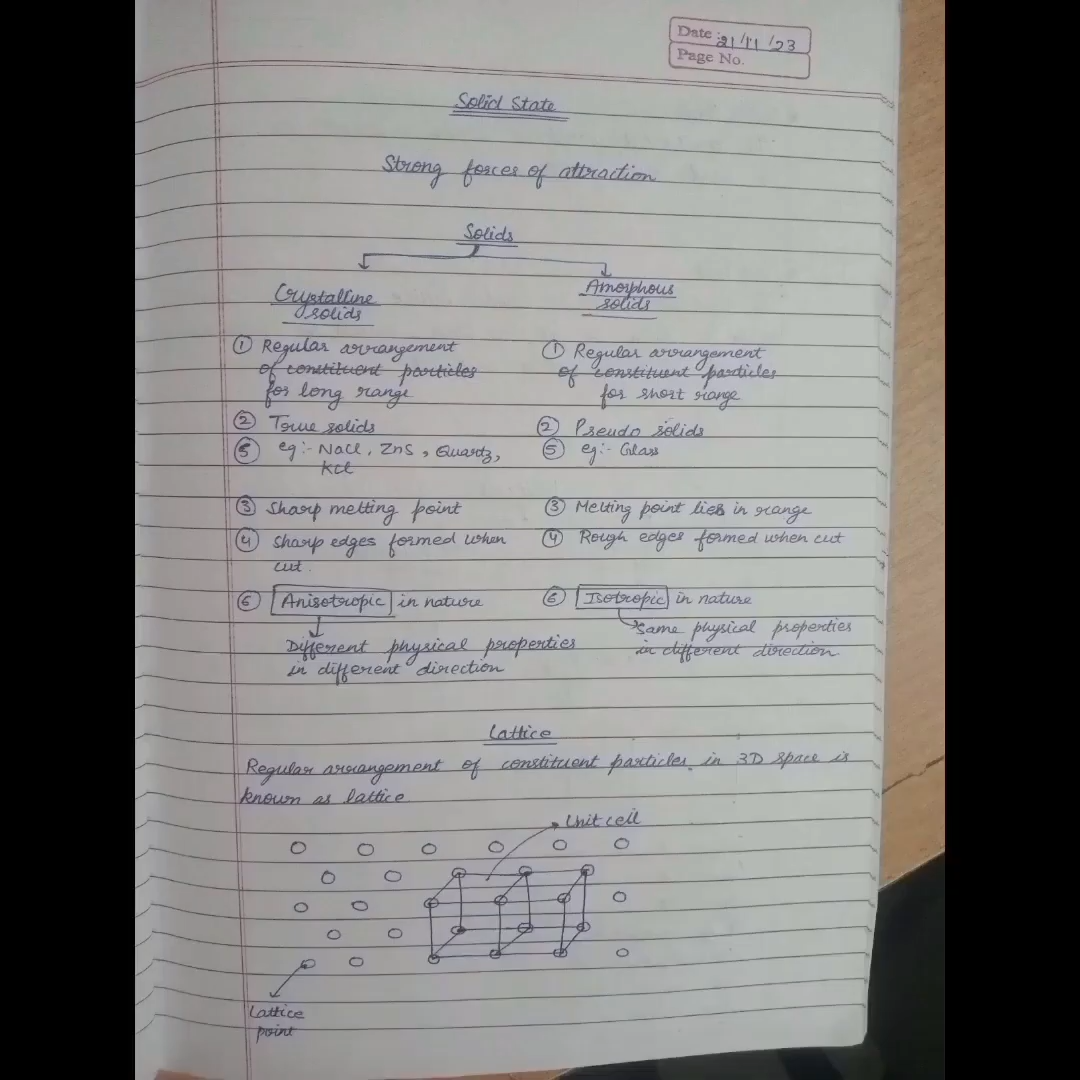 Date : 21/11/23
Page No.
Solid State
Strong forces of attraction
Solids
Crystalline
solids
Amorphous
solids
① Regular arrangement
of constituent particles
for long range
① Regular arrangement
of constituent particles
for short range
② True solids
② Pseudo solids
⑤ eg:- NaCl, ZnS, Quartz,
KCl
⑤ eg:- Glass
③ Sharp melting point
③ Melting point lies in range
④ Sharp edges formed when
cut.
④ Rough edges formed when cut
⑥ Anisotropic in nature
⑥ Isotropic in nature
Different physical properties
in different direction
Same physical properties
in different direction
Lattice
Regular arrangement of constituent particles in 3D space is
known as lattice
Unit cell
Lattice
point